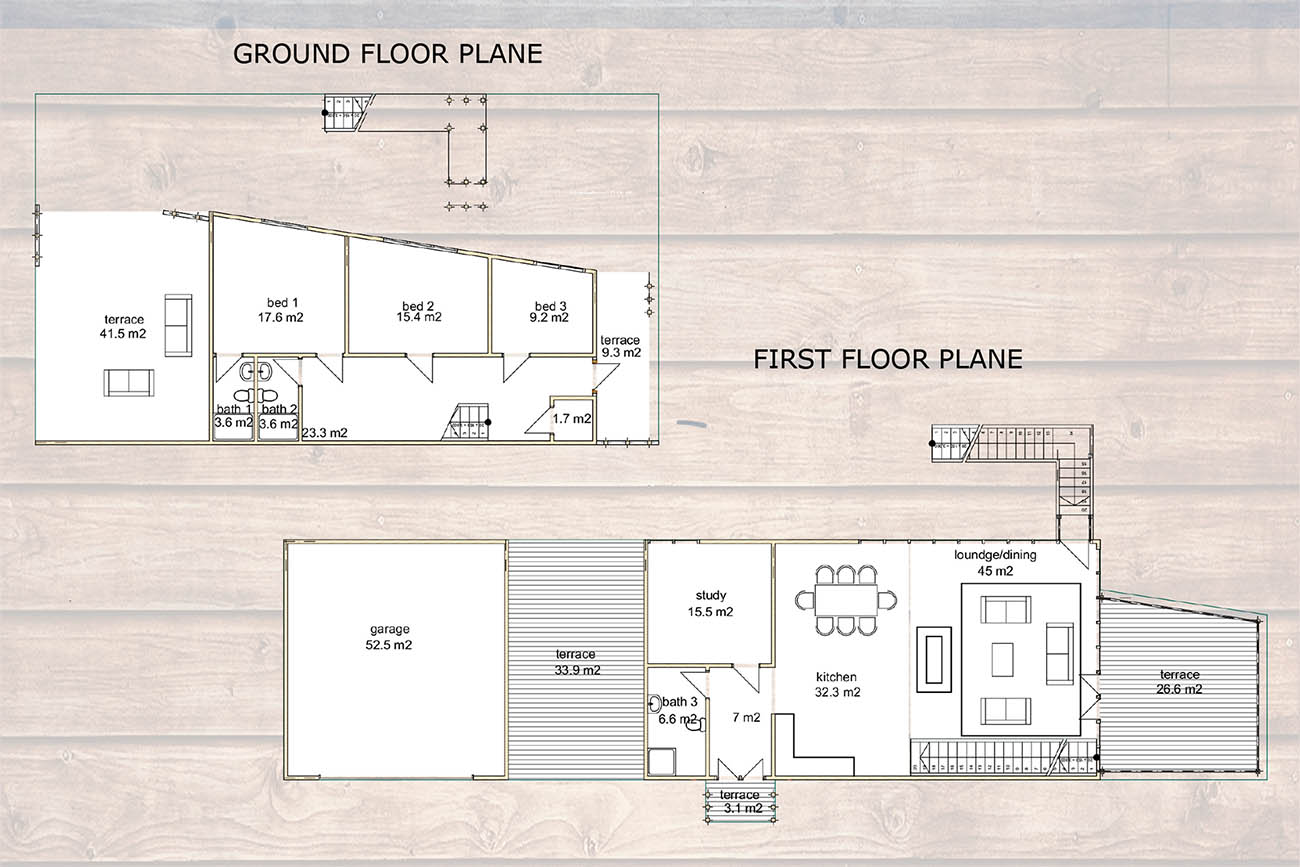 GROUND FLOOR PLANE
bed 1
17.6 m2
bed 2
15.4 m2
bed 3
9.2 m2
terrace
41.5 m2
terrace
9.3 m2
bath 1
3.6 m2
bath 2
3.6 m2
23.3 m2
1.7 m2
FIRST FLOOR PLANE
loundge/dining
45 m2
study
15.5 m2
garage
52.5 m2
terrace
33.9 m2
kitchen
32.3 m2
terrace
26.6 m2
bath 3
6.6 m2
7 m2
terrace
3.1 m2